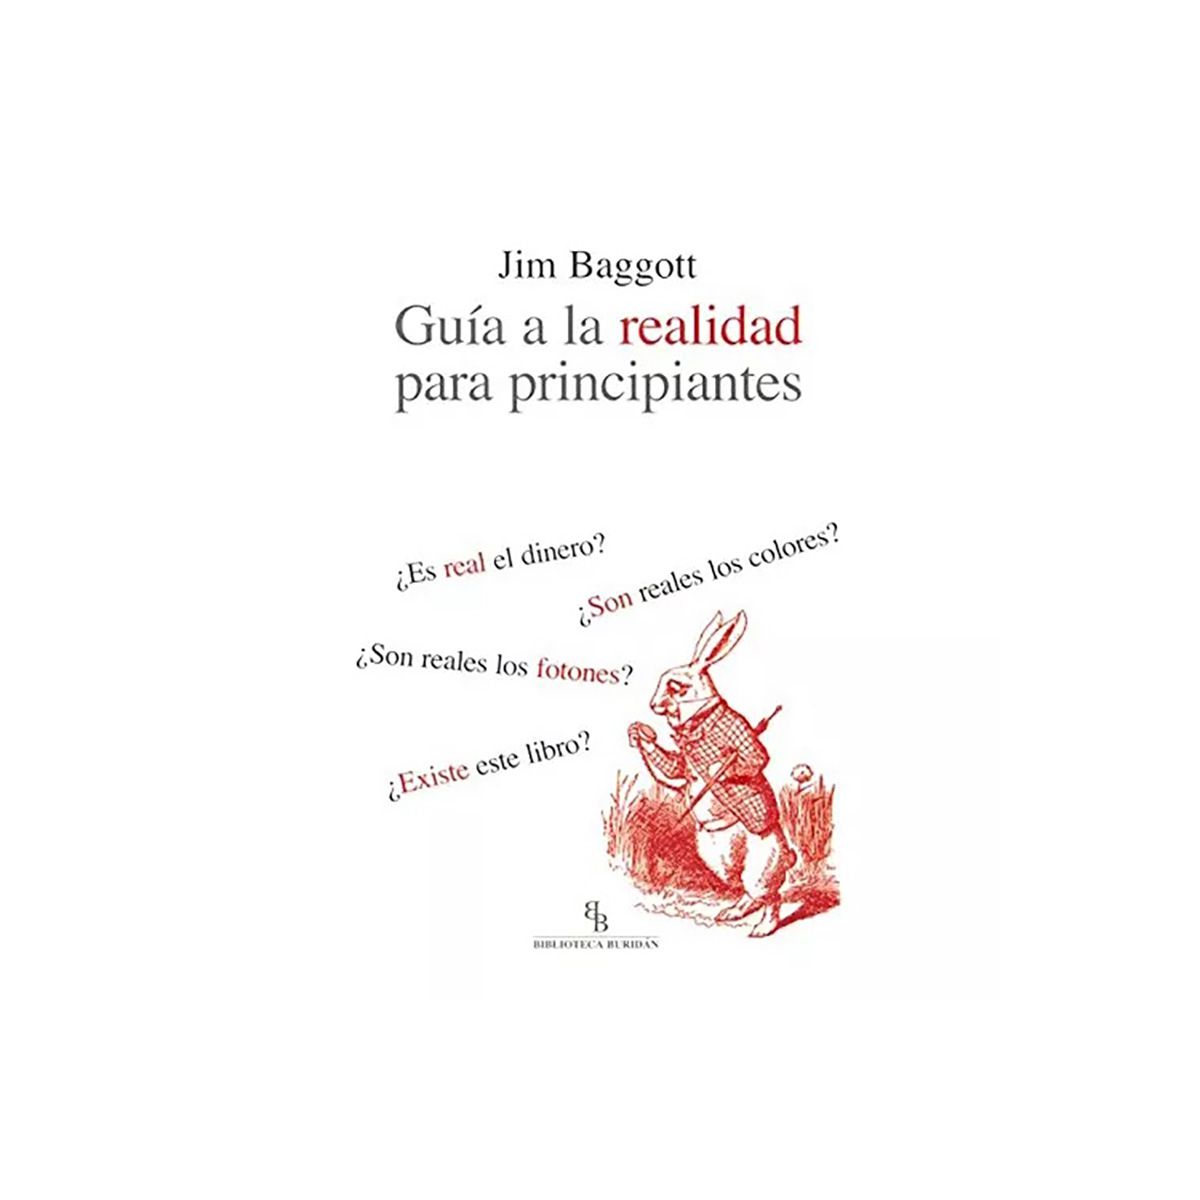 Jim Baggott
Guía a la realidad
para principiantes
¿Es real el dinero?
¿Son reales los colores?
¿Son reales los fotones?
¿Existe este libro?
BB
BIBLIOTECA BURIDÁN